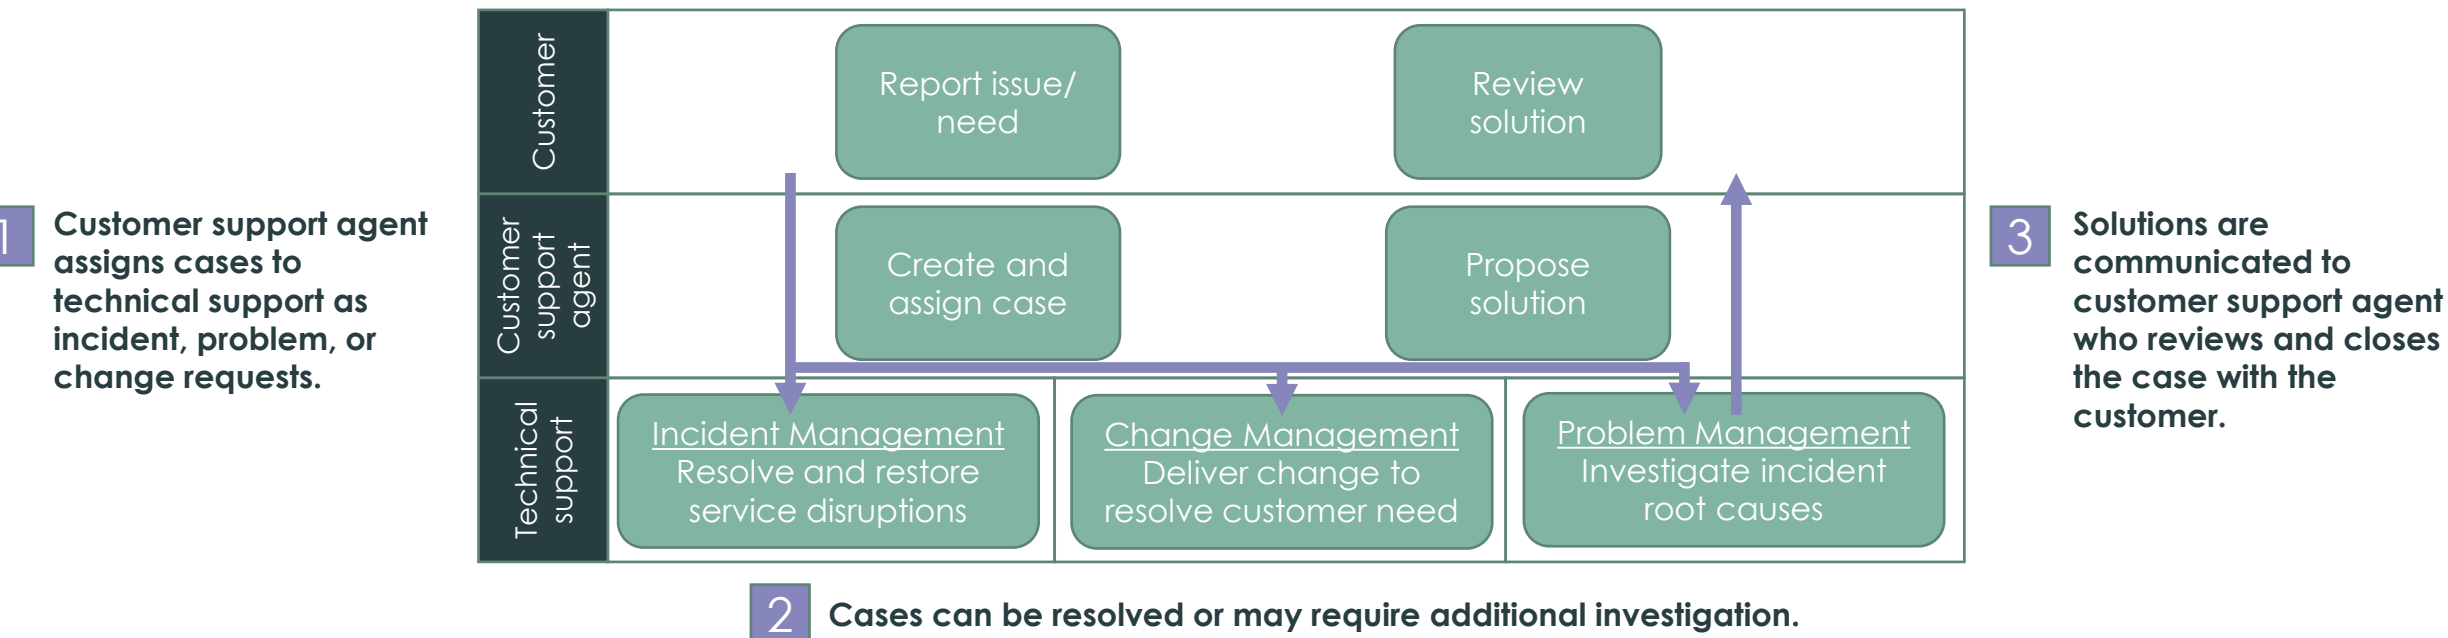 Customer
Report issue/
need
Review
solution
1
Customer support agent
assigns cases to
technical support as
incident, problem, or
change requests.
Customer
support
agent
Create and
assign case
Propose
solution
3
Solutions are
communicated to
customer support agent
who reviews and closes
the case with the
customer.
Technical
support
Incident Management
Resolve and restore
service disruptions
Change Management
Deliver change to
resolve customer need
Problem Management
Investigate incident
root causes
2
Cases can be resolved or may require additional investigation.